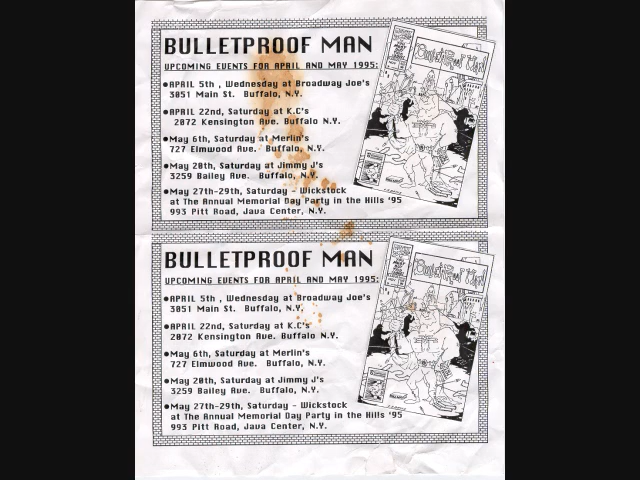 BULLETPROOF MAN
UPCOMING EVENTS FOR APRIL AND MAY 1995:
●APRIL 5th , Wednesday at Broadway Joe's
3051 Main St. Buffalo, N.Y.
●APRIL 22nd, Saturday at K.C's
2072 Kensington Ave. Buffalo N.Y.
●May 6th, Saturday at Merlin's
727 Elmwood Ave. Buffalo, N.Y.
●May 20th, Saturday at Jimmy J's
3259 Bailey Ave. Buffalo, N.Y.
●May 27th-29th, Saturday - Wickstock
at The Annual Memorial Day Party in the Hills '95
993 Pitt Road, Java Center, N.Y.
BulletProof Man!
BULLETPROOF MAN
UPCOMING EVENTS FOR APRIL AND MAY 1995:
●APRIL 5th , Wednesday at Broadway Joe's
3051 Main St. Buffalo, N.Y.
●APRIL 22nd, Saturday at K.C's
2072 Kensington Ave. Buffalo N.Y.
●May 6th, Saturday at Merlin's
727 Elmwood Ave. Buffalo, N.Y.
●May 20th, Saturday at Jimmy J's
3259 Bailey Ave. Buffalo, N.Y.
●May 27th-29th, Saturday - Wickstock
at The Annual Memorial Day Party in the Hills '95
993 Pitt Road, Java Center, N.Y.
BulletProof Man!